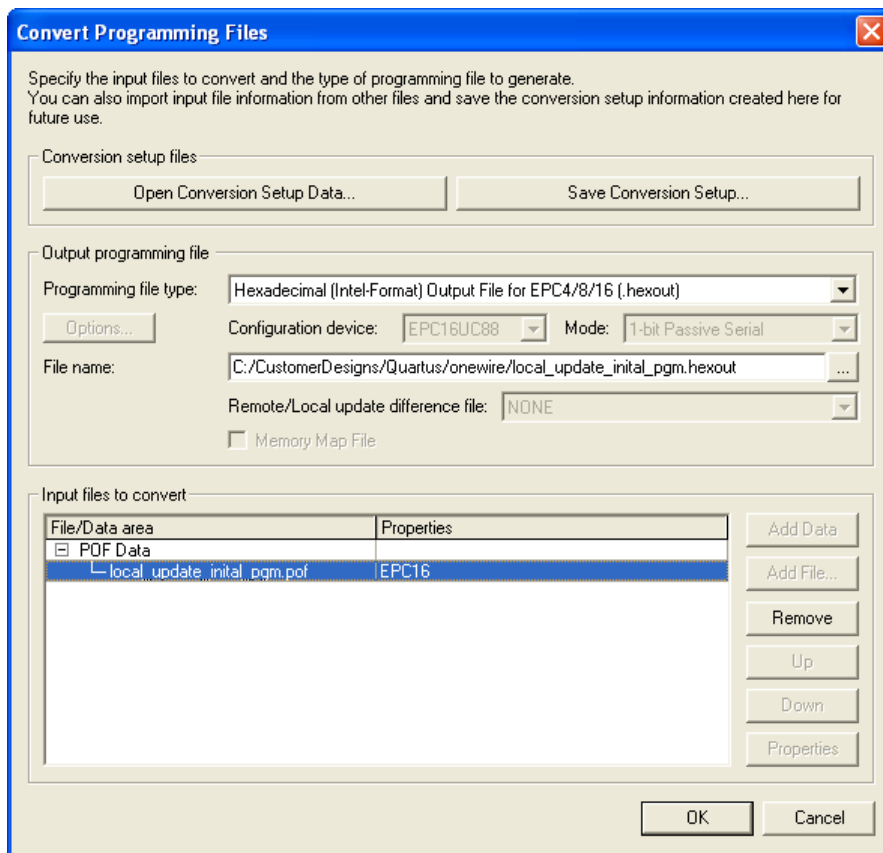 Convert Programming Files
Specify the input files to convert and the type of programming file to generate.
You can also import input file information from other files and save the conversion setup information created here for
future use.
Conversion setup files
Open Conversion Setup Data...
Save Conversion Setup...
Output programming file
Programming file type:
Hexadecimal (Intel-Format) Output File for EPC4/8/16 (.hexout)
Options...
Configuration device:
EPC16UC88
Mode:
1-bit Passive Serial
File name:
C:/CustomerDesigns/Quartus/onewire/local_update_inital_pgm.hexout
...
Remote/Local update difference file:
NONE
Memory Map File
Input files to convert
File/Data area
Properties
POF Data
local_update_inital_pgm.pof
EPC16
Add Data
Add File...
Remove
Up
Down
Properties
OK
Cancel